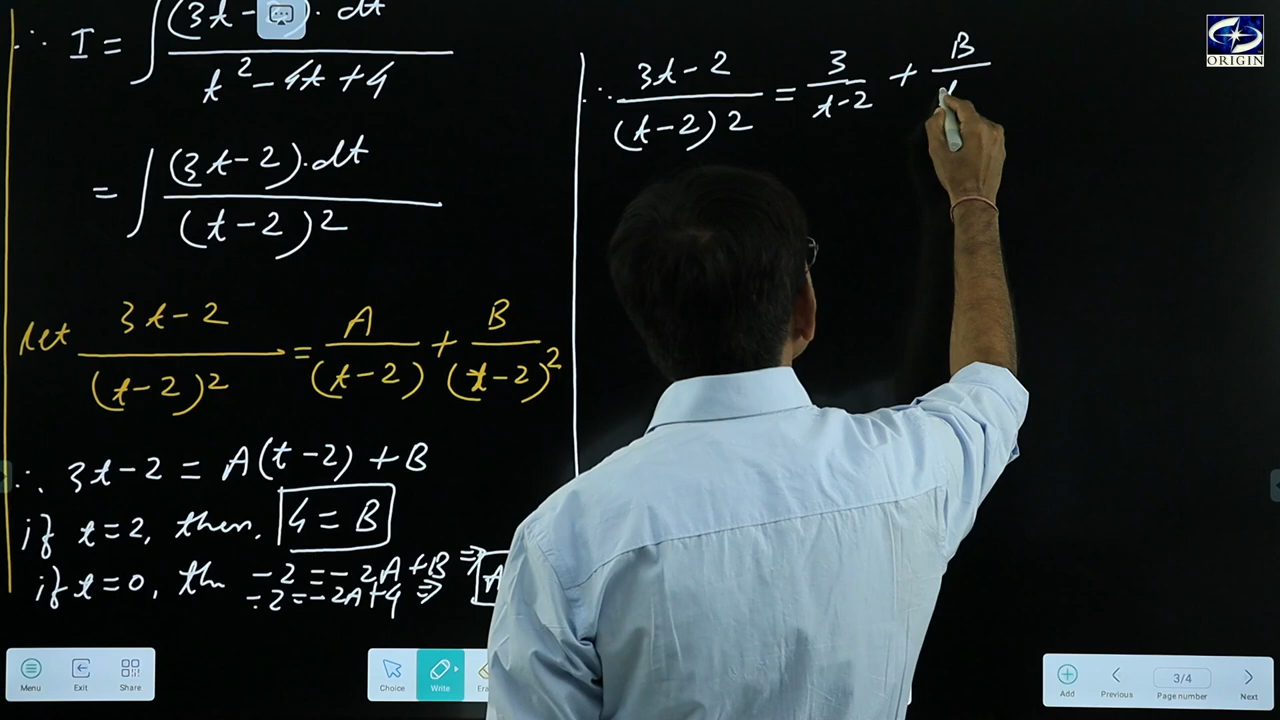 ∴ I = ∫ (3t- ). dt / t² - 4t + 4
= ∫ (3t-2).dt / (t-2)2
let 3t-2 / (t-2)2 = A / (t-2) + B / (t-2)²
∴ 3t-2 = A(t-2) + B
if t=2, then, 4 = B
if t=0, the -2 = -2A+B ⇒ A
-2 = -2A+4 ⇒
∴ 3t-2 / (t-2)2 = 3 / t-2 + B /
ORIGIN
Menu
Exit
Share
Choice
Write
Add
Previous
3/4
Page number
Next